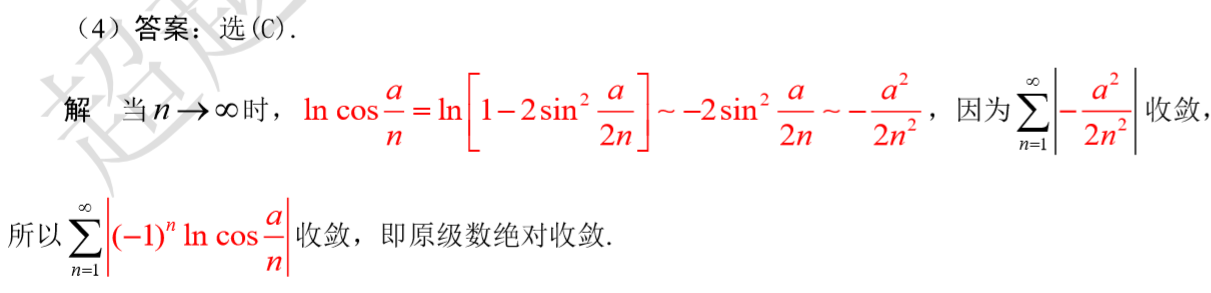 （4）答案：选(C).
解 当 $n \to \infty$ 时，$\ln\cos\frac{a}{n}=\ln\left[1-2\sin^2\frac{a}{2n}\right]\sim-2\sin^2\frac{a}{2n}\sim-\frac{a^2}{2n^2}$，因为 $\sum_{n=1}^{\infty}\left|-\frac{a^2}{2n^2}\right|$ 收敛，
所以 $\sum_{n=1}^{\infty}\left|(-1)^n\ln\cos\frac{a}{n}\right|$ 收敛，即原级数绝对收敛.
超越